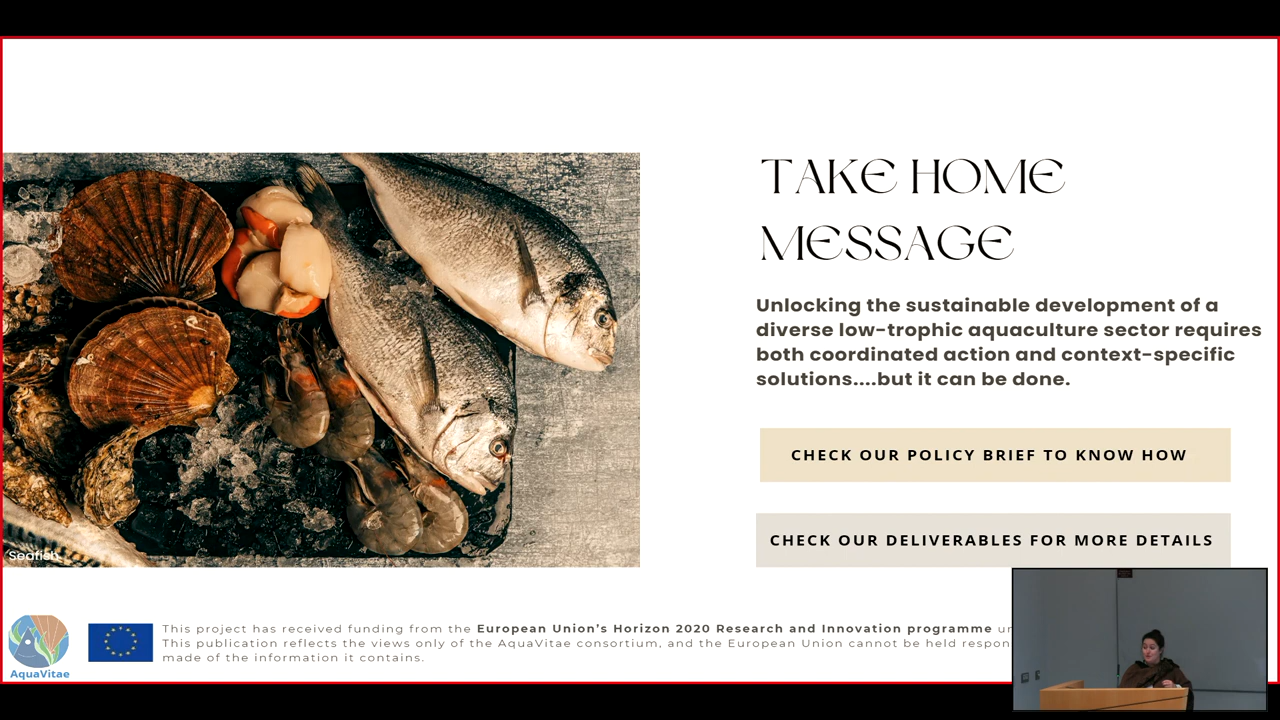 TAKE HOME
MESSAGE
Unlocking the sustainable development of a
diverse low-trophic aquaculture sector requires
both coordinated action and context-specific
solutions....but it can be done.
CHECK OUR POLICY BRIEF TO KNOW HOW
CHECK OUR DELIVERABLES FOR MORE DETAILS
Seafish
This project has received funding from the European Union's Horizon 2020 Research and Innovation programme
This publication reflects the views only of the AquaVitae consortium, and the European Union cannot be held
made of the information it contains.
AquaVitae